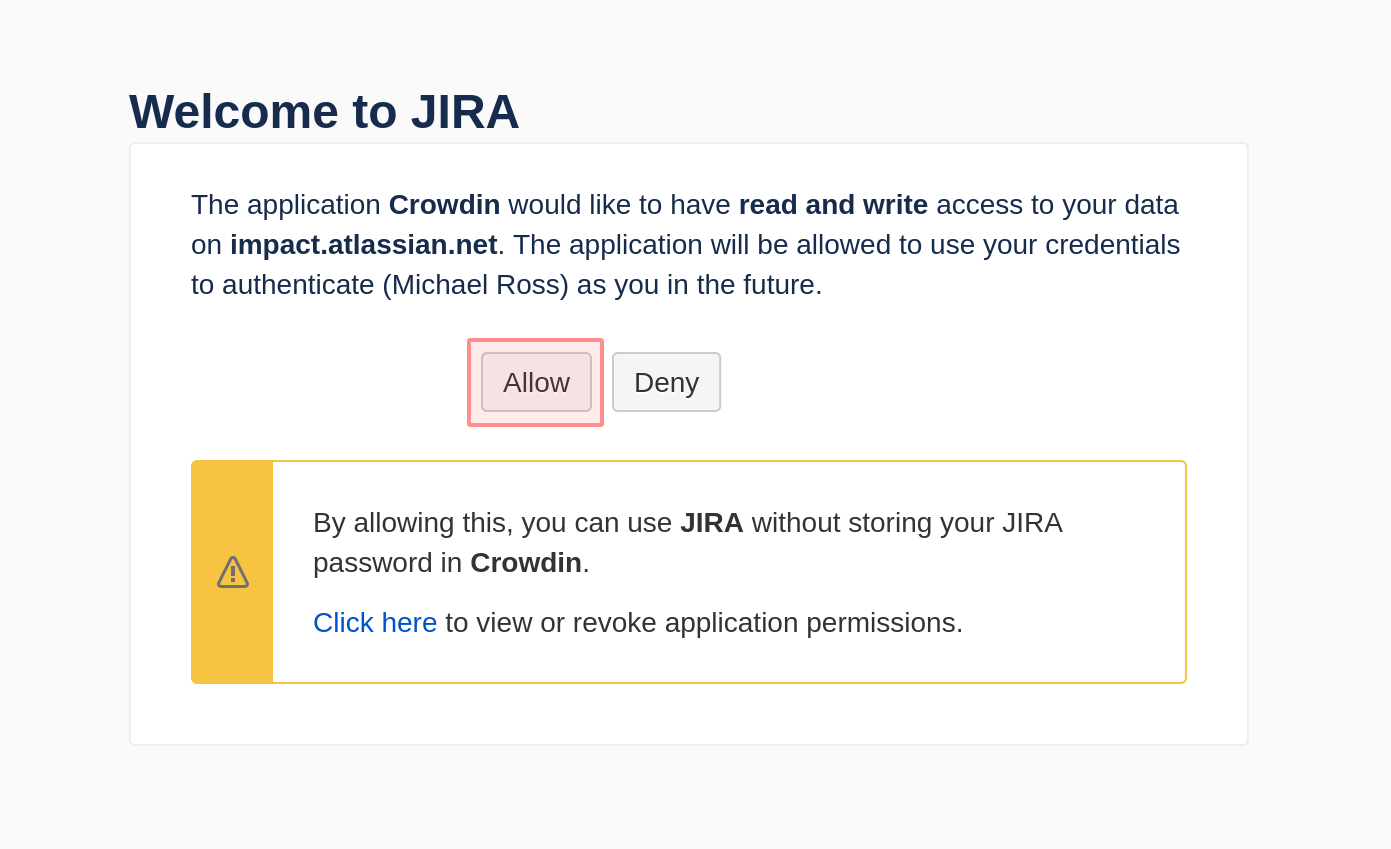 Welcome to JIRA
The application Crowdin would like to have read and write access to your data
on impact.atlassian.net. The application will be allowed to use your credentials
to authenticate (Michael Ross) as you in the future.
Allow Deny
By allowing this, you can use JIRA without storing your JIRA
password in Crowdin.
Click here to view or revoke application permissions.